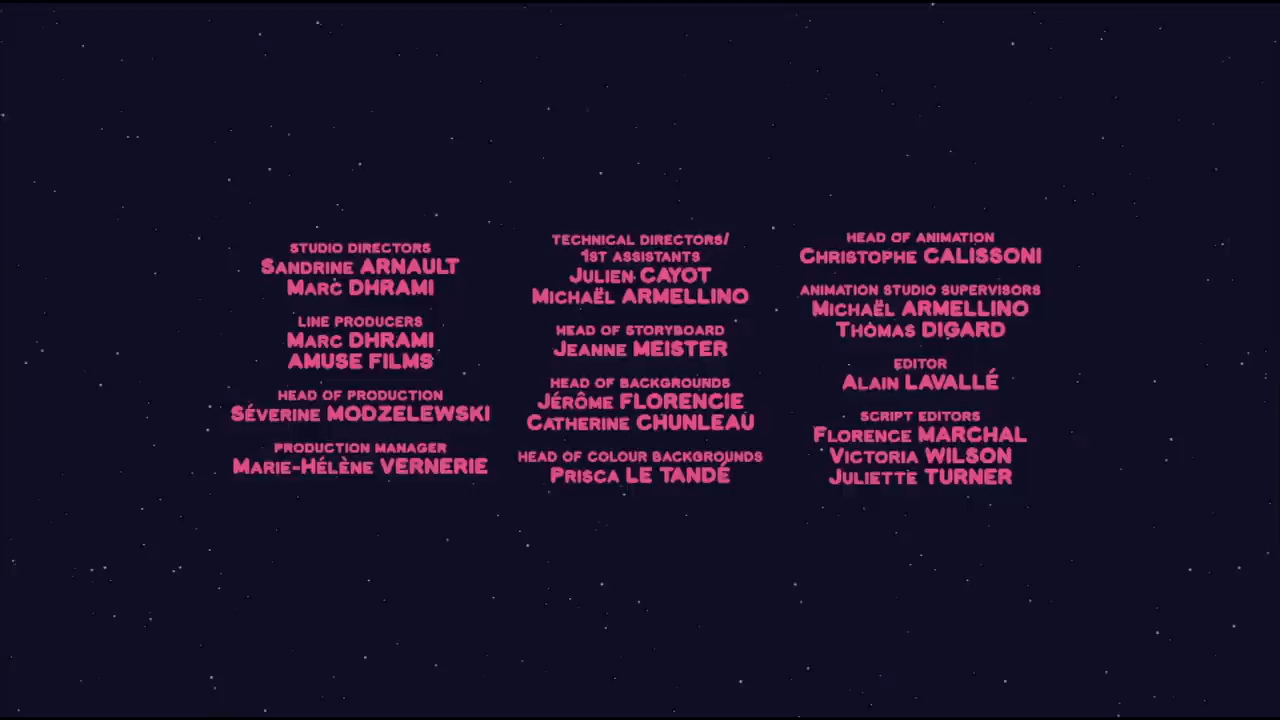 STUDIO DIRECTORS
SANDRINE ARNAULT
MARC DHRAMI
LINE PRODUCERS
MARC DHRAMI
AMUSE FILMS
HEAD OF PRODUCTION
SÉVERINE MODZELEWSKI
PRODUCTION MANAGER
MARIE-HÉLÈNE VERNERIE
TECHNICAL DIRECTORS/
1ST ASSISTANTS
JULIEN CAYOT
MICHAËL ARMELLINO
HEAD OF STORYBOARD
JEANNE MEISTER
HEAD OF BACKGROUNDS
JÉRÔME FLORENCIE
CATHERINE CHUNLEAU
HEAD OF COLOUR BACKGROUNDS
PRISCA LE TANDÉ
HEAD OF ANIMATION
CHRISTOPHE CALISSONI
ANIMATION STUDIO SUPERVISORS
MICHAËL ARMELLINO
THOMAS DIGARD
EDITOR
ALAIN LAVALLÉ
SCRIPT EDITORS
FLORENCE MARCHAL
VICTORIA WILSON
JULIETTE TURNER